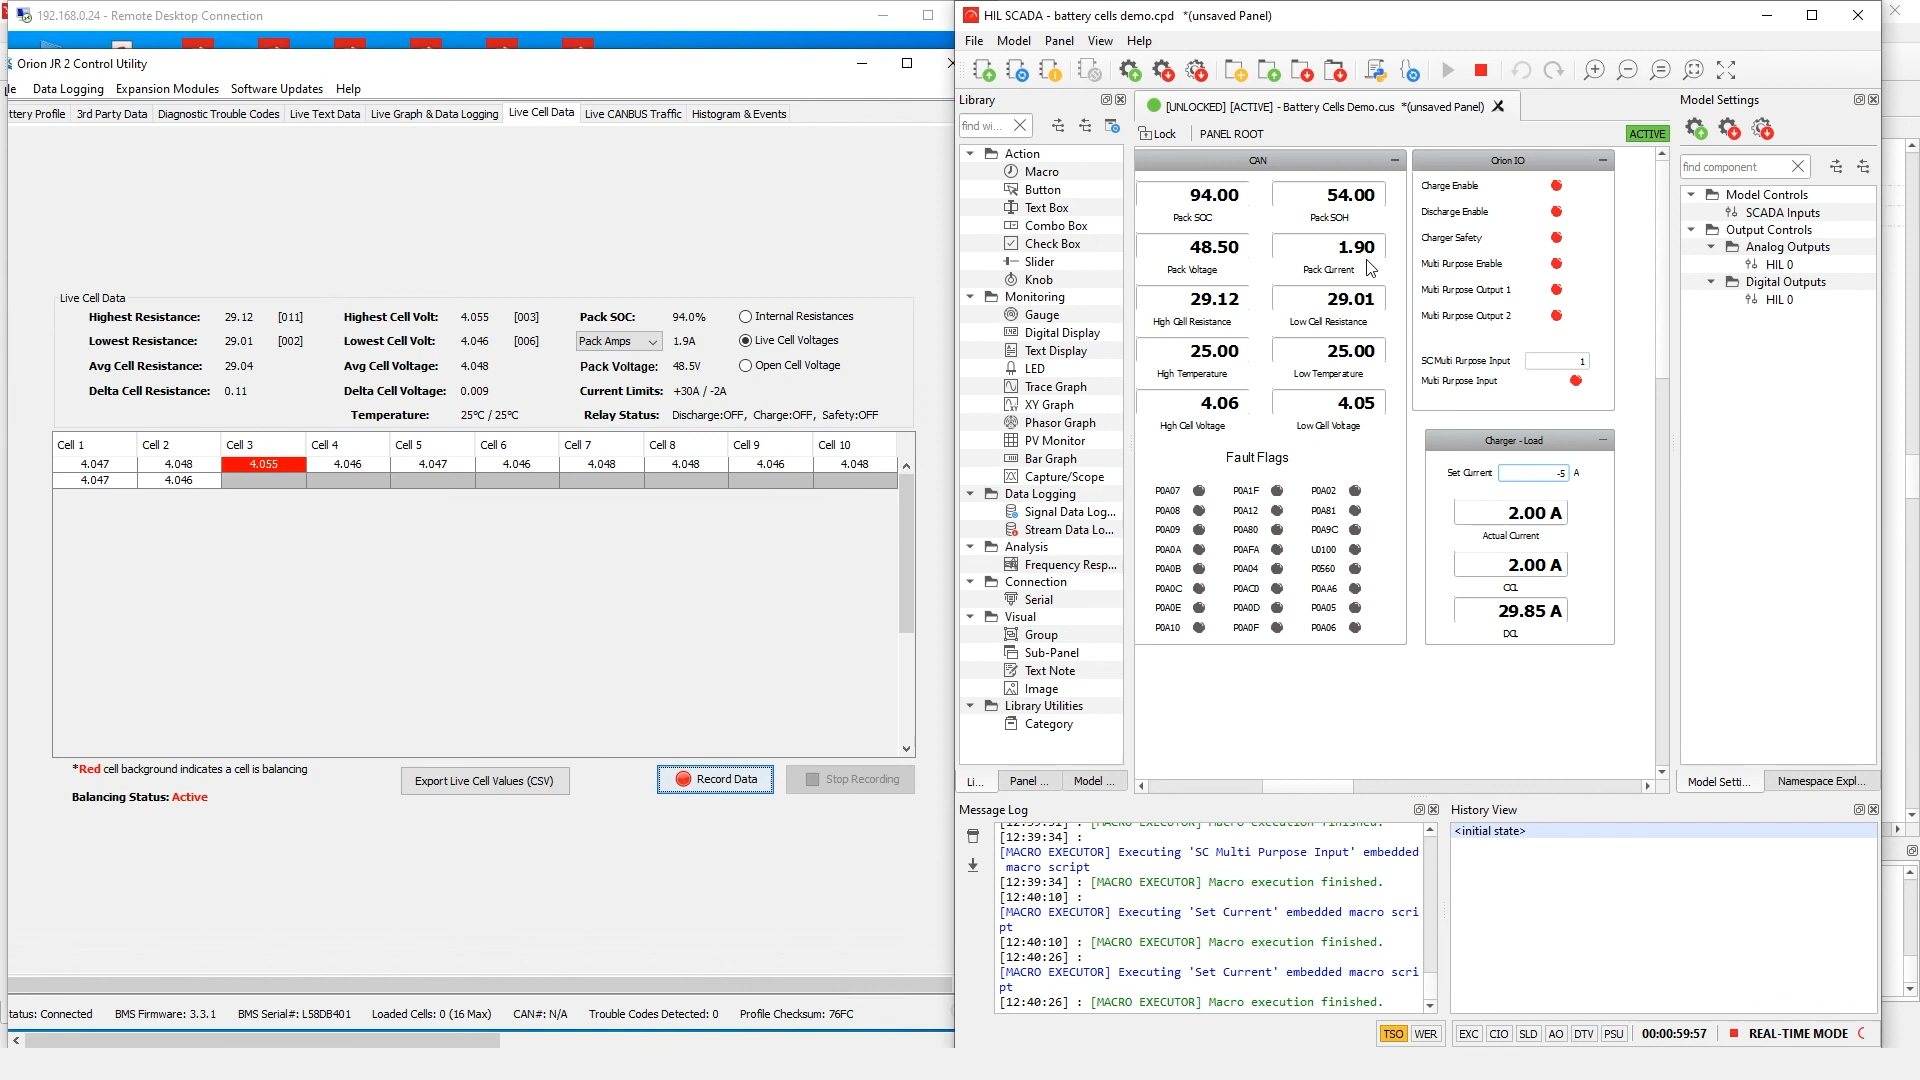 192.168.0.24 - Remote Desktop Connection
Orion JR 2 Control Utility
Data Logging Expansion Modules Software Updates Help
ttery Profile 3rd Party Data Diagnostic Trouble Codes Live Text Data Live Graph & Data Logging Live Cell Data Live CANBUS Traffic Histogram & Events
Live Cell Data
Highest Resistance: 29.12 [011] Highest Cell Volt: 4.055 [003] Pack SOC: 94.0% Internal Resistances
Lowest Resistance: 29.01 [002] Lowest Cell Volt: 4.046 [006] Pack Amps 1.9A Live Cell Voltages
Avg Cell Resistance: 29.04 Avg Cell Voltage: 4.048 Pack Voltage: 48.5V Open Cell Voltage
Delta Cell Resistance: 0.11 Delta Cell Voltage: 0.009 Current Limits: +30A / -2A
Temperature: 25°C / 25°C Relay Status: Discharge:OFF, Charge:OFF, Safety:OFF
Cell 1 Cell 2 Cell 3 Cell 4 Cell 5 Cell 6 Cell 7 Cell 8 Cell 9 Cell 10
4.047 4.048 4.055 4.046 4.047 4.046 4.048 4.048 4.046 4.048
4.047 4.046
*Red cell background indicates a cell is balancing
Balancing Status: Active
Export Live Cell Values (CSV)
Record Data
Stop Recording
tatus: Connected BMS Firmware: 3.3.1 BMS Serial#: L58DB401 Loaded Cells: 0 (16 Max) CAN#: N/A Trouble Codes Detected: 0 Profile Checksum: 76FC
HIL SCADA - battery cells demo.cpd *(unsaved Panel)
File Model Panel View Help
Library
find wi...
Action
Macro
Button
Text Box
Combo Box
Check Box
Slider
Knob
Monitoring
Gauge
Digital Display
Text Display
LED
Trace Graph
XY Graph
Phasor Graph
PV Monitor
Bar Graph
Capture/Scope
Data Logging
Signal Data Log...
Stream Data Lo...
Analysis
Frequency Resp...
Connection
Serial
Visual
Group
Sub-Panel
Text Note
Image
Library Utilities
Category
Li... Panel ... Model ...
[UNLOCKED] [ACTIVE] - Battery Cells Demo.cus *(unsaved Panel)
Lock PANEL ROOT ACTIVE
CAN
94.00 54.00
Pack SOC Pack SOH
48.50 1.90
Pack Voltage Pack Current
29.12 29.01
High Cell Resistance Low Cell Resistance
25.00 25.00
High Temperature Low Temperature
4.06 4.05
High Cell Voltage Low Cell Voltage
Fault Flags
P0A07 P0A1F P0A02
P0A08 P0A12 P0A81
P0A09 P0A80 P0A9C
P0A0A P0AFA U0100
P0A0B P0A04 P0560
P0A0C P0AC0 P0AA6
P0A0E P0A0D P0A05
P0A10 P0A0F P0A06
Orion IO
Charge Enable
Discharge Enable
Charger Safety
Multi Purpose Enable
Multi Purpose Output 1
Multi Purpose Output 2
SC Multi Purpose Input 1
Multi Purpose Input
Charger - Load
Set Current -5 A
2.00 A
Actual Current
2.00 A
CCL
29.85 A
DCL
Model Settings
find component
Model Controls
SCADA Inputs
Output Controls
Analog Outputs
HIL 0
Digital Outputs
HIL 0
Model Setti... Namespace Expl...
Message Log
[12:39:34] :
[MACRO EXECUTOR] Executing 'SC Multi Purpose Input' embedded
macro script
[12:39:34] : [MACRO EXECUTOR] Macro execution finished.
[12:40:10] :
[MACRO EXECUTOR] Executing 'Set Current' embedded macro scri
pt
[12:40:10] : [MACRO EXECUTOR] Macro execution finished.
[12:40:26] :
[MACRO EXECUTOR] Executing 'Set Current' embedded macro scri
pt
[12:40:26] : [MACRO EXECUTOR] Macro execution finished.
History View
<initial state>
TSO WER EXC CIO SLD AO DTV PSU 00:00:59:57 REAL-TIME MODE